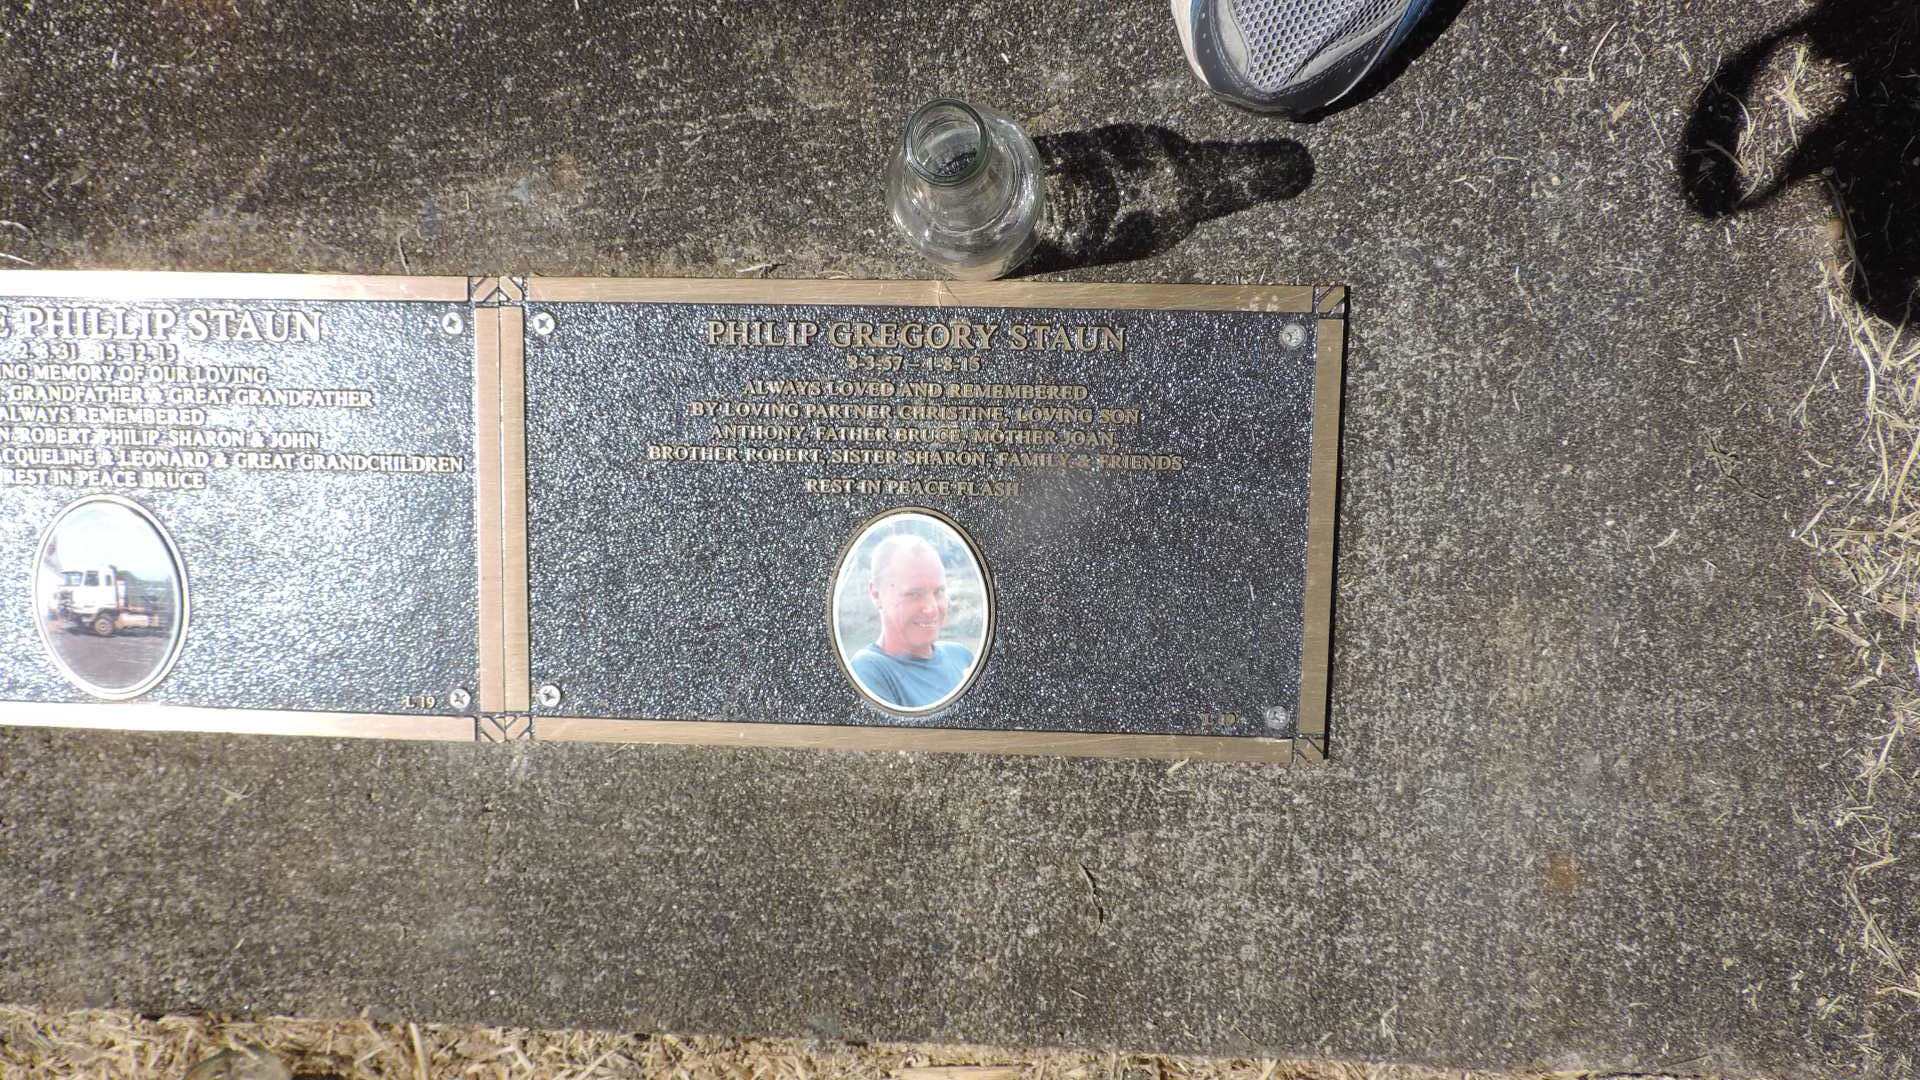 PHILLIP STAUN
2-3-31 15-12-13
MEMORY OF OUR LOVING
GRANDFATHER & GREAT GRANDFATHER
ALWAYS REMEMBERED
ROBERT, PHILIP, SHARON & JOHN
& LEONARD & GREAT GRANDCHILDREN
REST IN PEACE BRUCE
L 19
PHILIP GREGORY STAUN
8-3-57 – 1-8-15
ALWAYS LOVED AND REMEMBERED
BY LOVING PARTNER CHRISTINE, LOVING SON
ANTHONY, FATHER BRUCE, MOTHER JOAN,
BROTHER ROBERT, SISTER SHARON, FAMILY & FRIENDS
REST IN PEACE FLASH